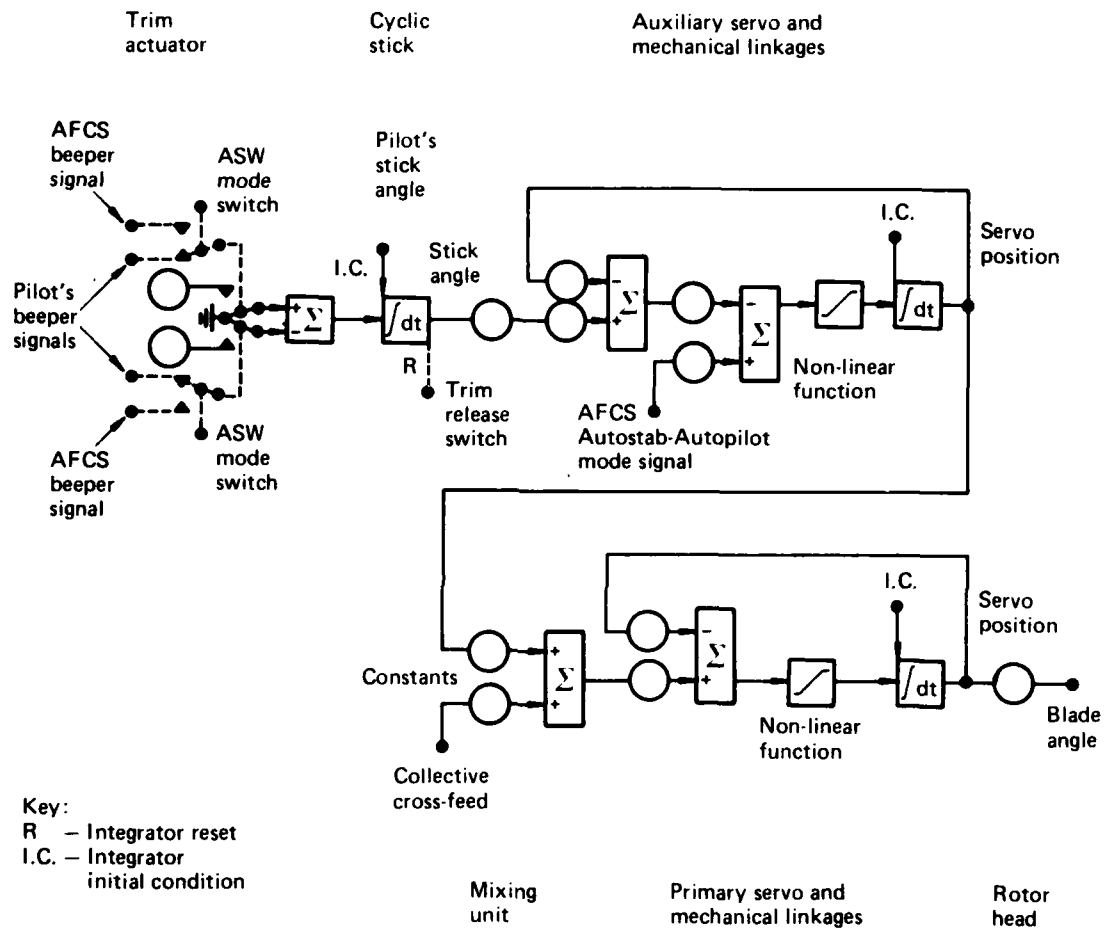 Trim
actuator
Cyclic
stick
Auxiliary servo and
mechanical linkages
AFCS
beeper
signal
ASW
mode
switch
Pilot's
stick
angle
I.C.
Stick
angle
I.C.
Servo
position
Pilot's
beeper
signals
+
-
Σ
∫dt
R
-
+
Σ
-
+
Σ
∫dt
Non-linear
function
Trim
release
switch
AFCS
Autostab-Autopilot
mode signal
AFCS
beeper
signal
ASW
mode
switch
I.C.
Servo
position
Constants
+
+
Σ
-
+
Σ
∫dt
Non-linear
function
Blade
angle
Collective
cross-feed
Key:
R – Integrator reset
I.C. – Integrator
initial condition
Mixing
unit
Primary servo and
mechanical linkages
Rotor
head